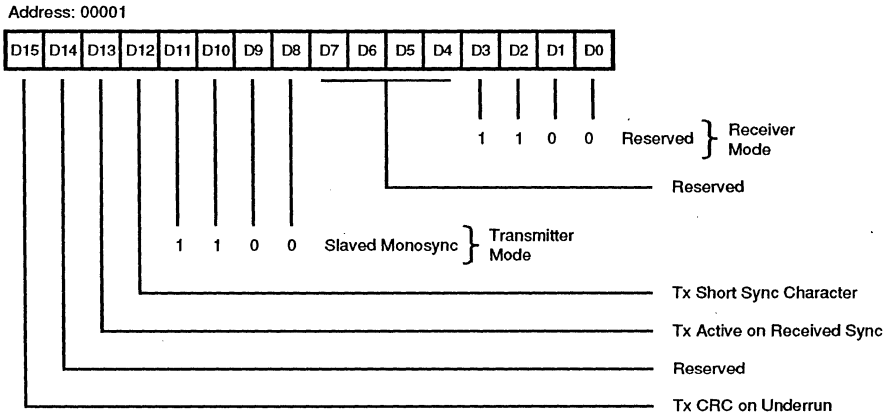 Address: 00001
D15 D14 D13 D12 D11 D10 D9 D8 D7 D6 D5 D4 D3 D2 D1 D0
1 1 0 0 Reserved } Receiver
Mode
Reserved
1 1 0 0 Slaved Monosync } Transmitter
Mode
Tx Short Sync Character
Tx Active on Received Sync
Reserved
Tx CRC on Underrun